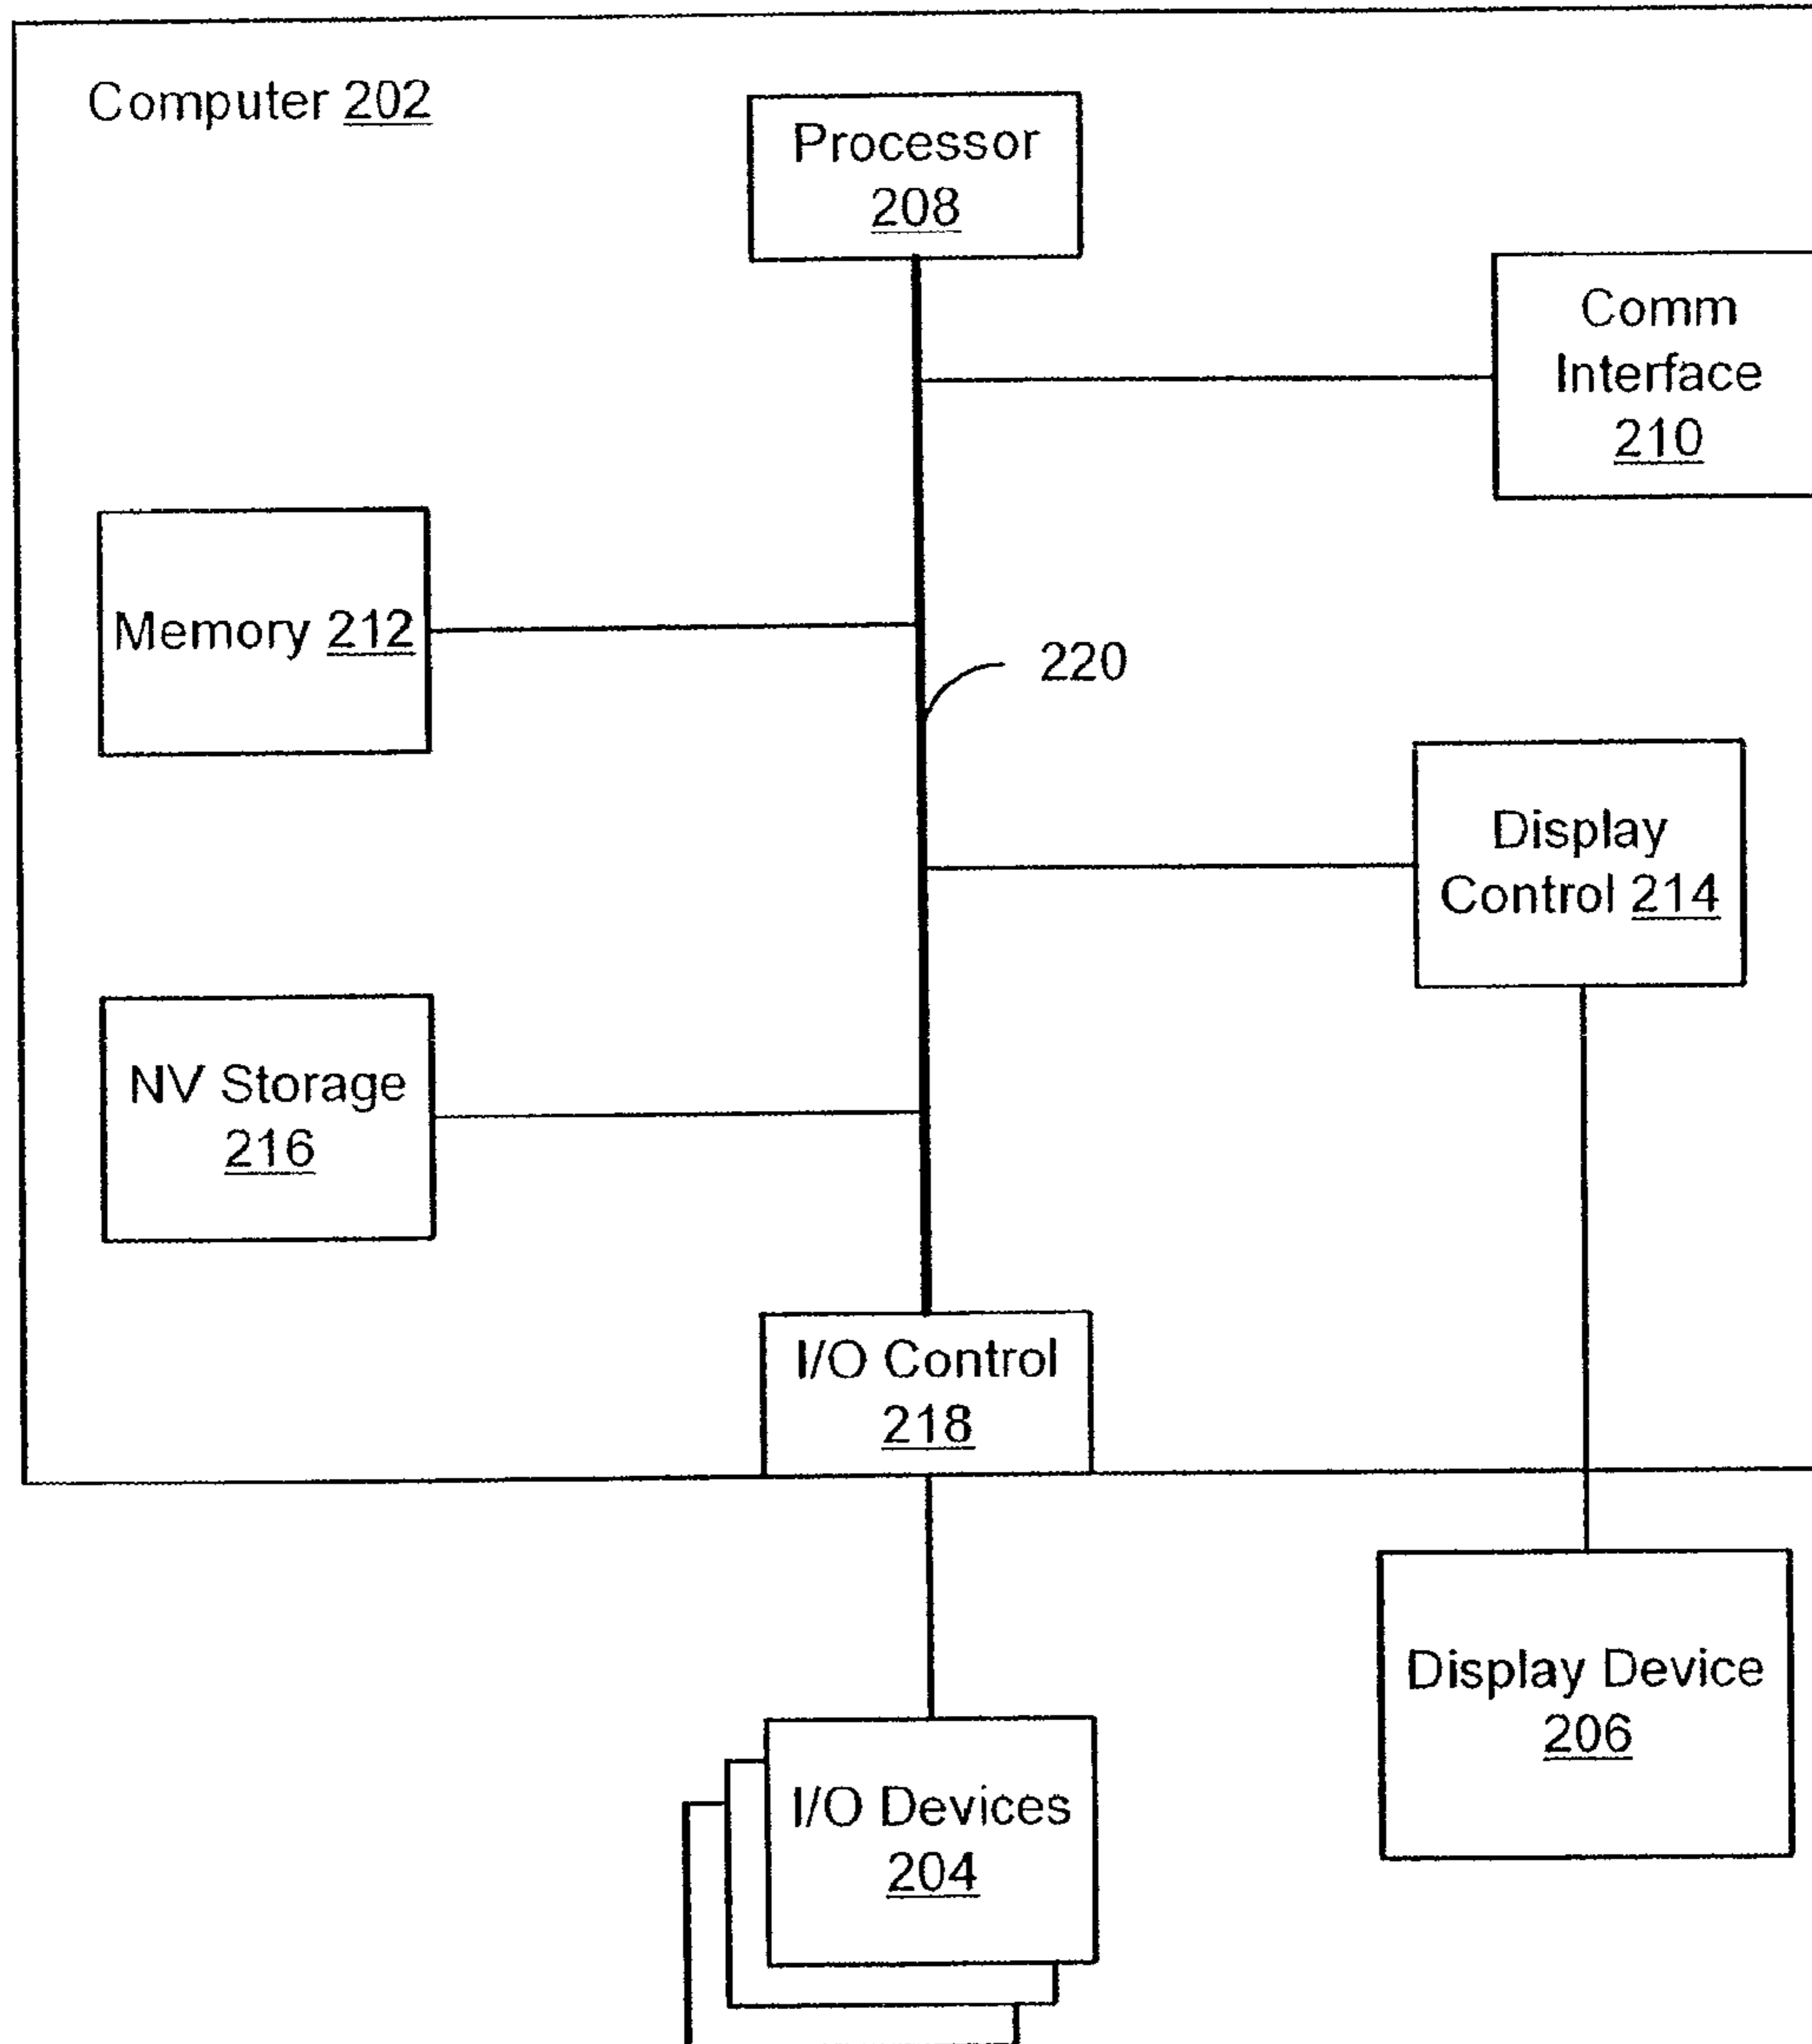 Computer 202
Processor
208
Comm
Interface
210
Memory 212
220
Display
Control 214
NV Storage
216
I/O Control
218
Display Device
206
I/O Devices
204